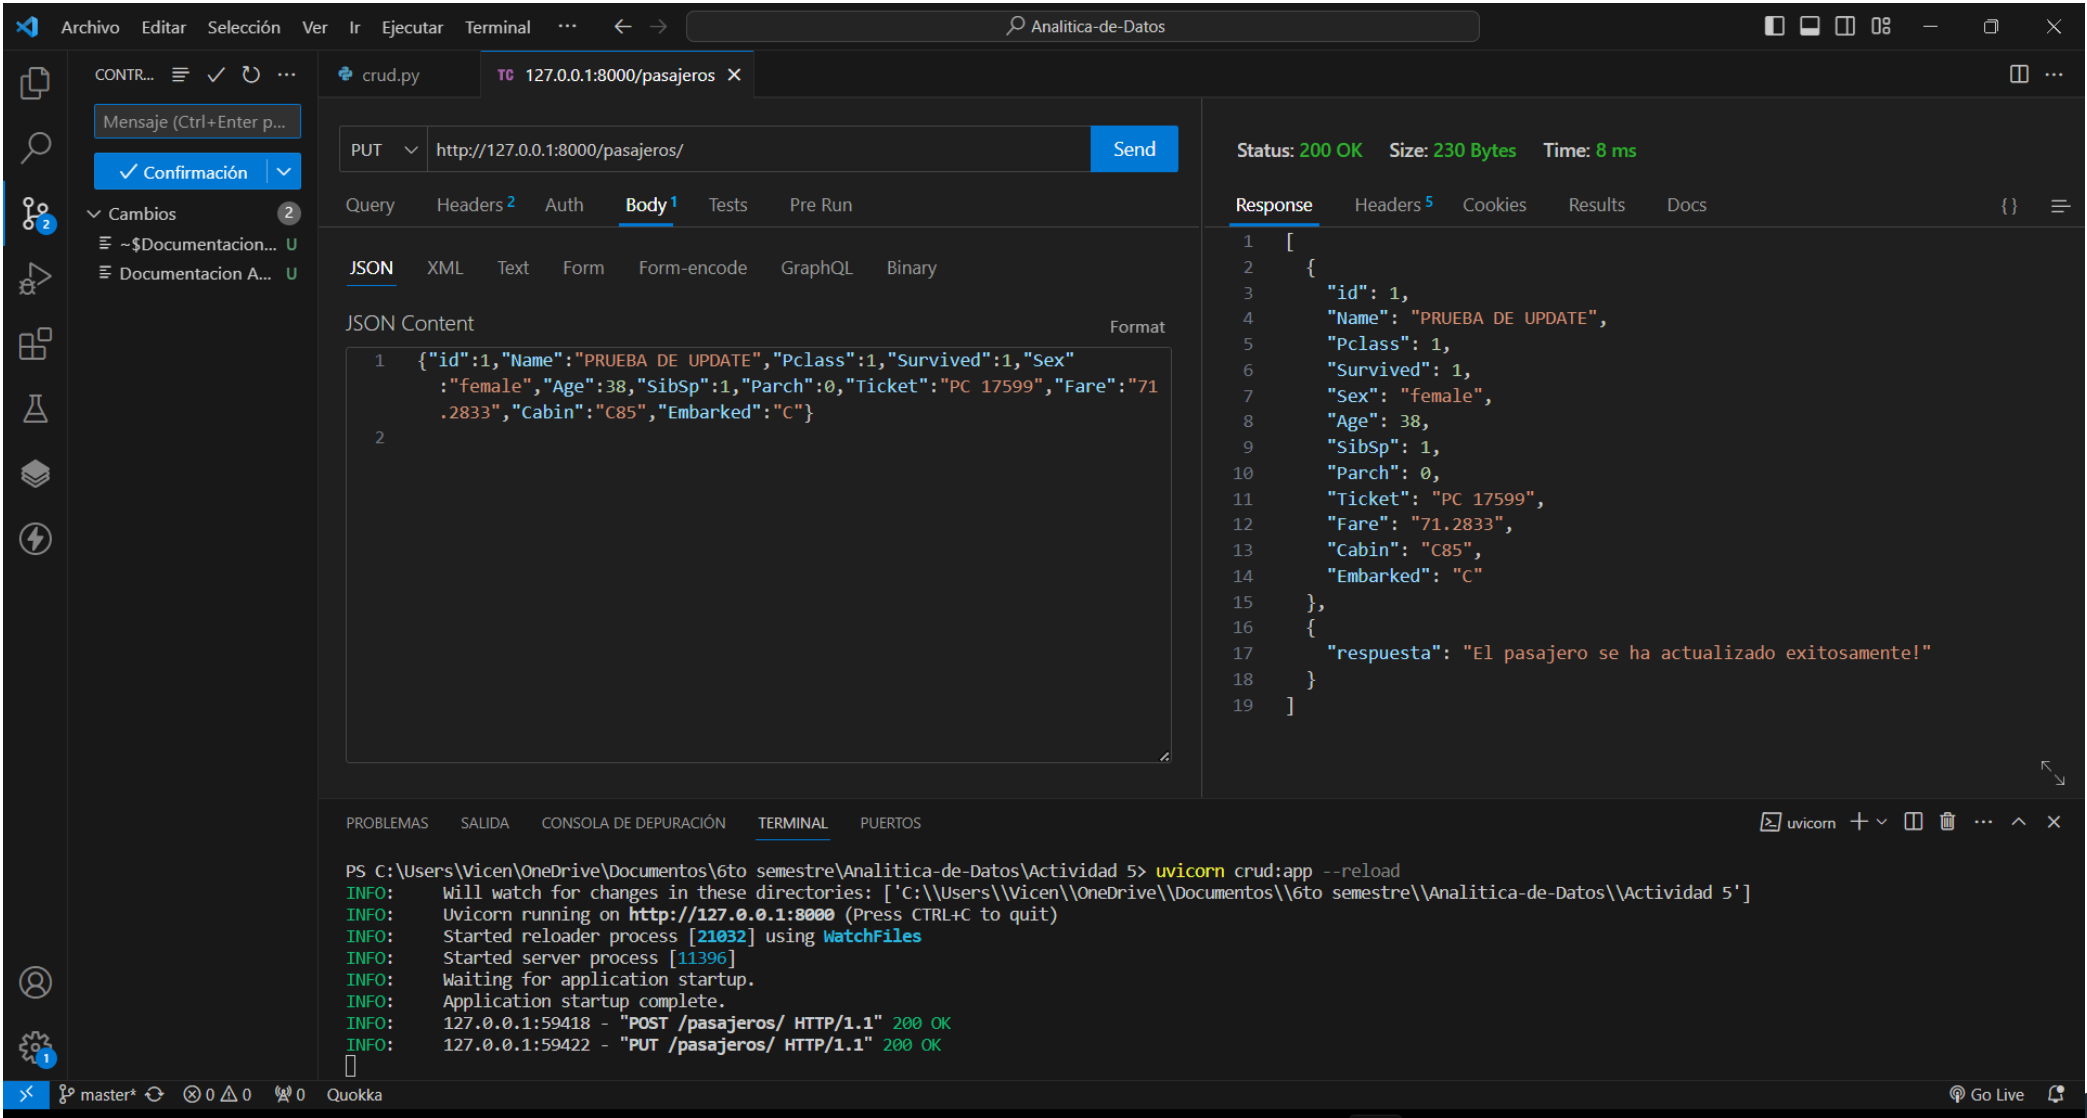 Archivo Editar Selección Ver Ir Ejecutar Terminal ··· Analitica-de-Datos
CONTR... ···
crud.py
TC 127.0.0.1:8000/pasajeros
···
Mensaje (Ctrl+Enter p...
Confirmación
Cambios 2
~$Documentacion... U
Documentacion A... U
2
1
PUT http://127.0.0.1:8000/pasajeros/ Send
Query Headers 2 Auth Body 1 Tests Pre Run
JSON XML Text Form Form-encode GraphQL Binary
JSON Content
Format
1 {"id":1,"Name":"PRUEBA DE UPDATE","Pclass":1,"Survived":1,"Sex"
:"female","Age":38,"SibSp":1,"Parch":0,"Ticket":"PC 17599","Fare":"71
.2833","Cabin":"C85","Embarked":"C"}
2
Status: 200 OK Size: 230 Bytes Time: 8 ms
Response Headers 5 Cookies Results Docs {}
1 [
2 {
3 "id": 1,
4 "Name": "PRUEBA DE UPDATE",
5 "Pclass": 1,
6 "Survived": 1,
7 "Sex": "female",
8 "Age": 38,
9 "SibSp": 1,
10 "Parch": 0,
11 "Ticket": "PC 17599",
12 "Fare": "71.2833",
13 "Cabin": "C85",
14 "Embarked": "C"
15 },
16 {
17 "respuesta": "El pasajero se ha actualizado exitosamente!"
18 }
19 ]
PROBLEMAS SALIDA CONSOLA DE DEPURACIÓN TERMINAL PUERTOS
uvicorn ···
PS C:\Users\Vicen\OneDrive\Documentos\6to semestre\Analitica-de-Datos\Actividad 5> uvicorn crud:app --reload
INFO: Will watch for changes in these directories: ['C:\\Users\\Vicen\\OneDrive\\Documentos\\6to semestre\\Analitica-de-Datos\\Actividad 5']
INFO: Uvicorn running on http://127.0.0.1:8000 (Press CTRL+C to quit)
INFO: Started reloader process [21032] using WatchFiles
INFO: Started server process [11396]
INFO: Waiting for application startup.
INFO: Application startup complete.
INFO: 127.0.0.1:59418 - "POST /pasajeros/ HTTP/1.1" 200 OK
INFO: 127.0.0.1:59422 - "PUT /pasajeros/ HTTP/1.1" 200 OK
master* 0 0 0 Quokka
Go Live